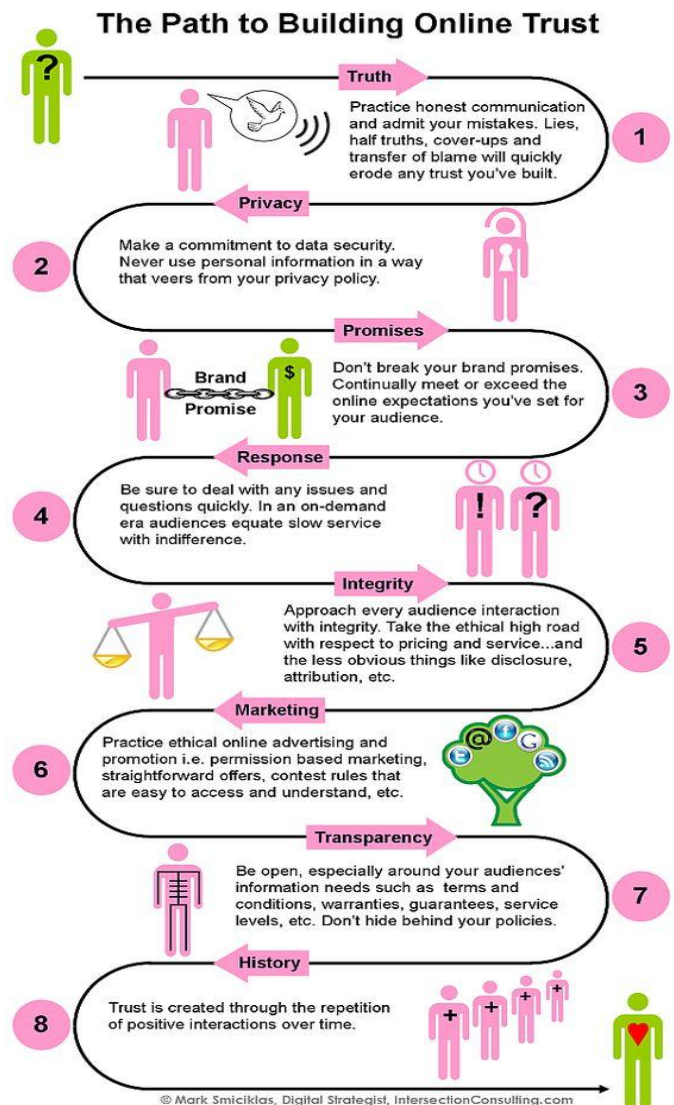 The Path to Building Online Trust
?
Truth
Practice honest communication
and admit your mistakes. Lies,
half truths, cover-ups and
transfer of blame will quickly
erode any trust you've built.
1
Privacy
2
Make a commitment to data security.
Never use personal information in a way
that veers from your privacy policy.
Promises
Brand
Promise
$
Don't break your brand promises.
Continually meet or exceed the
online expectations you've set for
your audience.
3
Response
4
Be sure to deal with any issues and
questions quickly. In an on-demand
era audiences equate slow service
with indifference.
! ?
Integrity
Approach every audience interaction
with integrity. Take the ethical high road
with respect to pricing and service...and
the less obvious things like disclosure,
attribution, etc.
5
Marketing
6
Practice ethical online advertising and
promotion i.e. permission based marketing,
straightforward offers, contest rules that
are easy to access and understand, etc.
t @ f G
Transparency
Be open, especially around your audiences'
information needs such as terms and
conditions, warranties, guarantees, service
levels, etc. Don't hide behind your policies.
7
History
8
Trust is created through the repetition
of positive interactions over time.
+ + + +
© Mark Smiciklas, Digital Strategist, IntersectionConsulting.com